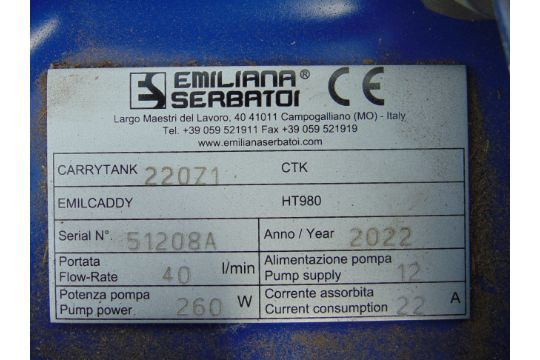 EMILIANA®
SERBATOI
CE
Largo Maestri del Lavoro, 40 41011 Campogalliano (MO) - Italy
Tel. +39 059 521911 Fax +39 059 521919
www.emilianaserbatoi.com
CARRYTANK 220Z1 CTK
EMILCADDY HT980
Serial N°. 51208A Anno / Year 2022
Portata
Flow-Rate 40 l/min
Alimentazione pompa
Pump supply 12
Potenza pompa
Pump power 260 W
Corrente assorbita
Current consumption 22 A